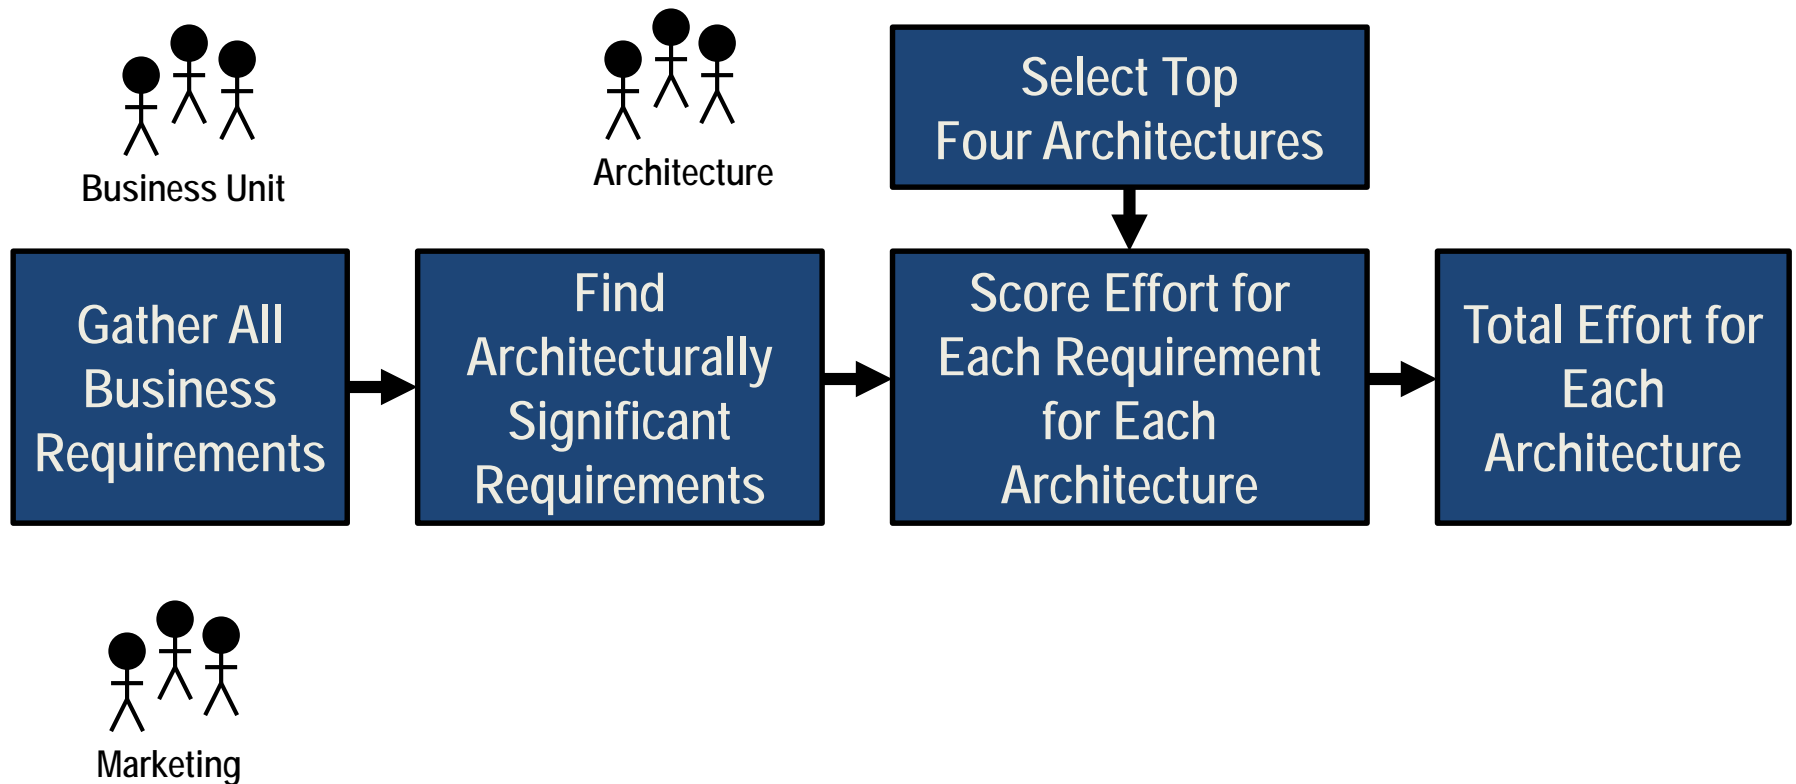 Business Unit
Architecture
Select Top
Four Architectures
Gather All
Business
Requirements
Find
Architecturally
Significant
Requirements
Score Effort for
Each Requirement
for Each
Architecture
Total Effort for
Each
Architecture
Marketing